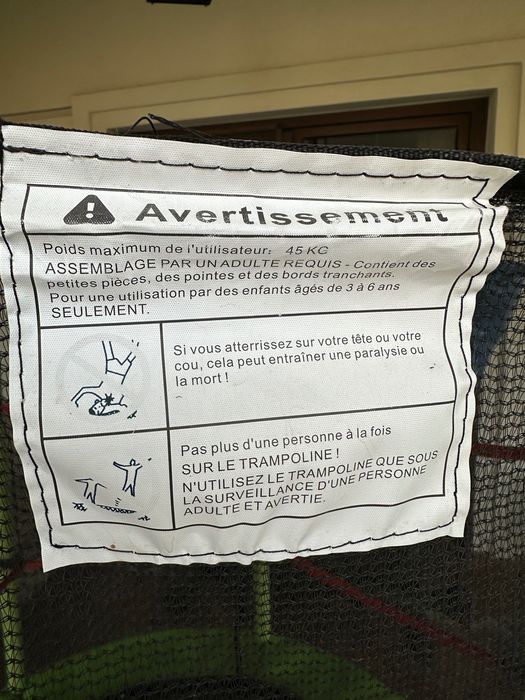 Avertissement
Poids maximum de l'utilisateur: 45 KG
ASSEMBLAGE PAR UN ADULTE REQUIS - Contient des
petites pièces, des pointes et des bords tranchants.
Pour une utilisation par des enfants âgés de 3 à 6 ans
SEULEMENT.
Si vous atterrissez sur votre tête ou votre
cou, cela peut entraîner une paralysie ou
la mort !
Pas plus d'une personne à la fois
SUR LE TRAMPOLINE !
N'UTILISEZ LE TRAMPOLINE QUE SOUS
LA SURVEILLANCE D'UNE PERSONNE
ADULTE ET AVERTIE.